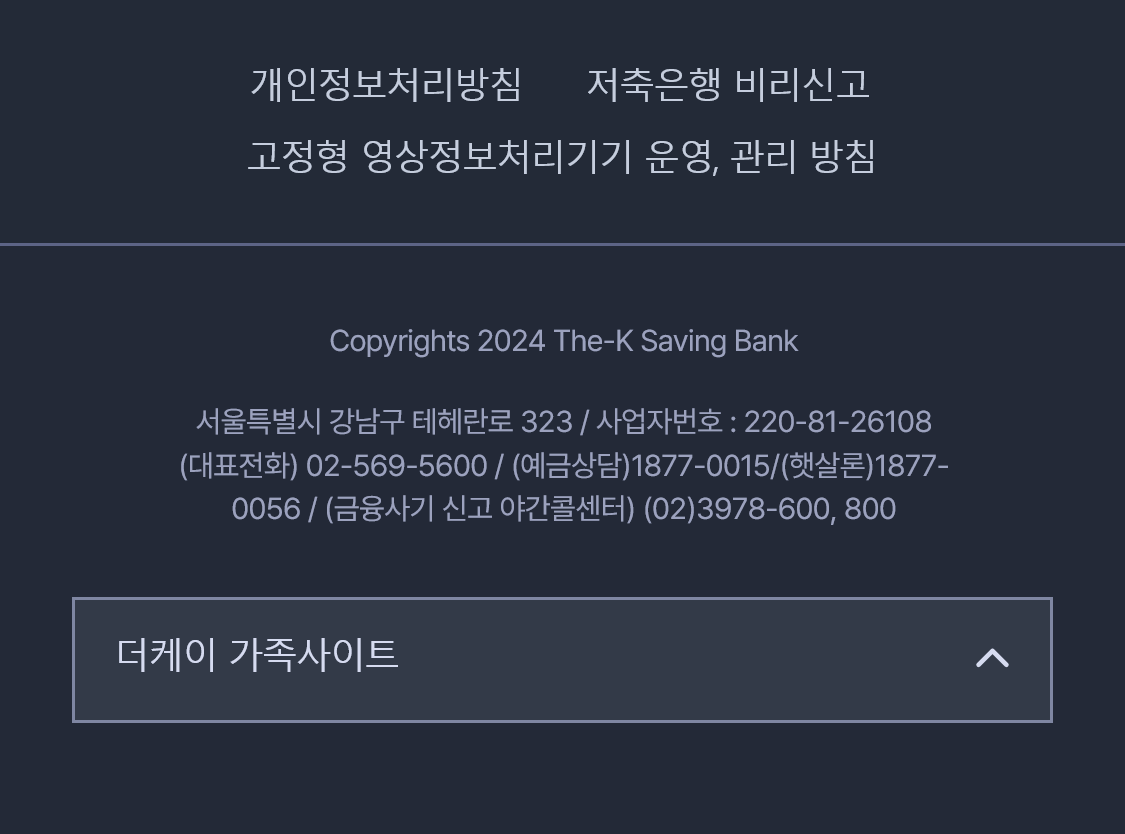 개인정보처리방침 저축은행 비리신고
고정형 영상정보처리기기 운영, 관리 방침
Copyrights 2024 The-K Saving Bank
서울특별시 강남구 테헤란로 323 / 사업자번호 : 220-81-26108
(대표전화) 02-569-5600 / (예금상담)1877-0015/(햇살론)1877-
0056 / (금융사기 신고 야간콜센터) (02)3978-600, 800
더케이 가족사이트